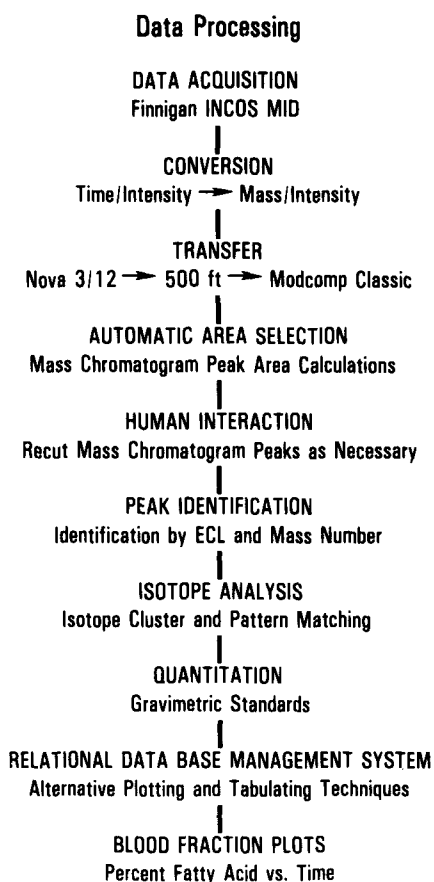 Data Processing
DATA ACQUISITION
Finnigan INCOS MID
CONVERSION
Time/Intensity → Mass/Intensity
TRANSFER
Nova 3/12 → 500 ft → Modcomp Classic
AUTOMATIC AREA SELECTION
Mass Chromatogram Peak Area Calculations
HUMAN INTERACTION
Recut Mass Chromatogram Peaks as Necessary
PEAK IDENTIFICATION
Identification by ECL and Mass Number
ISOTOPE ANALYSIS
Isotope Cluster and Pattern Matching
QUANTITATION
Gravimetric Standards
RELATIONAL DATA BASE MANAGEMENT SYSTEM
Alternative Plotting and Tabulating Techniques
BLOOD FRACTION PLOTS
Percent Fatty Acid vs. Time